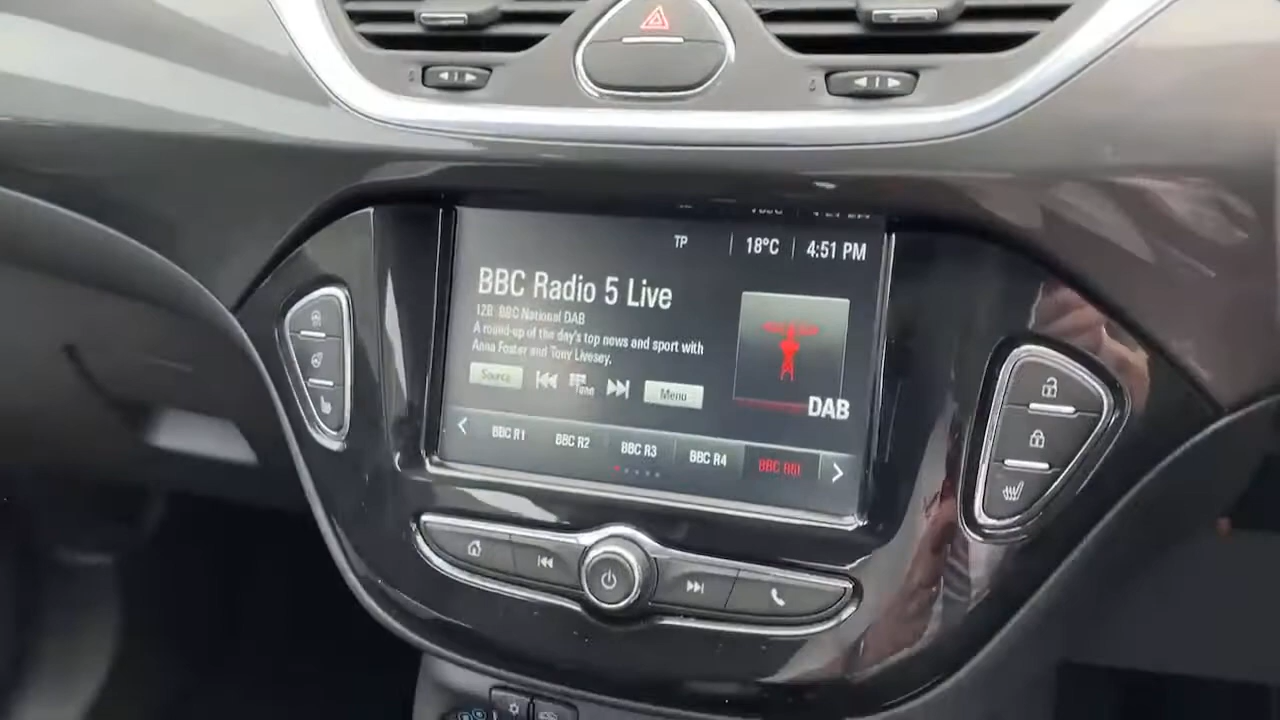 TP 18°C 4:51 PM
BBC Radio 5 Live
12B BBC National DAB
A round-up of the day's top news and sport with
Anna Foster and Tony Livesey.
Source Tune Menu
DAB
BBC R1 BBC R2 BBC R3 BBC R4 BBC R5l